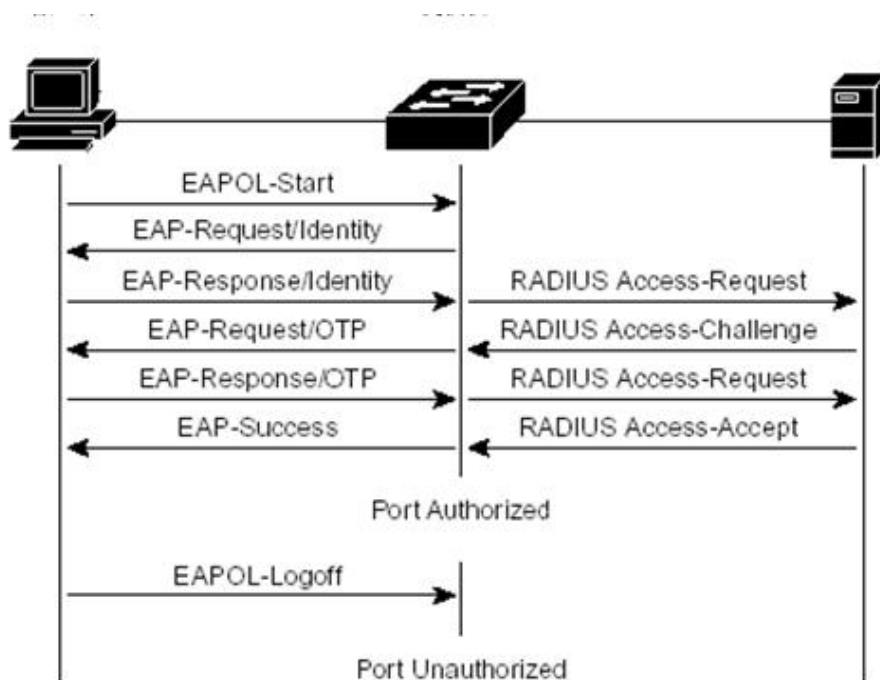 EAPOL-Start
EAP-Request/Identity
EAP-Response/Identity
RADIUS Access-Request
EAP-Request/OTP
RADIUS Access-Challenge
EAP-Response/OTP
RADIUS Access-Request
EAP-Success
RADIUS Access-Accept
Port Authorized
EAPOL-Logoff
Port Unauthorized